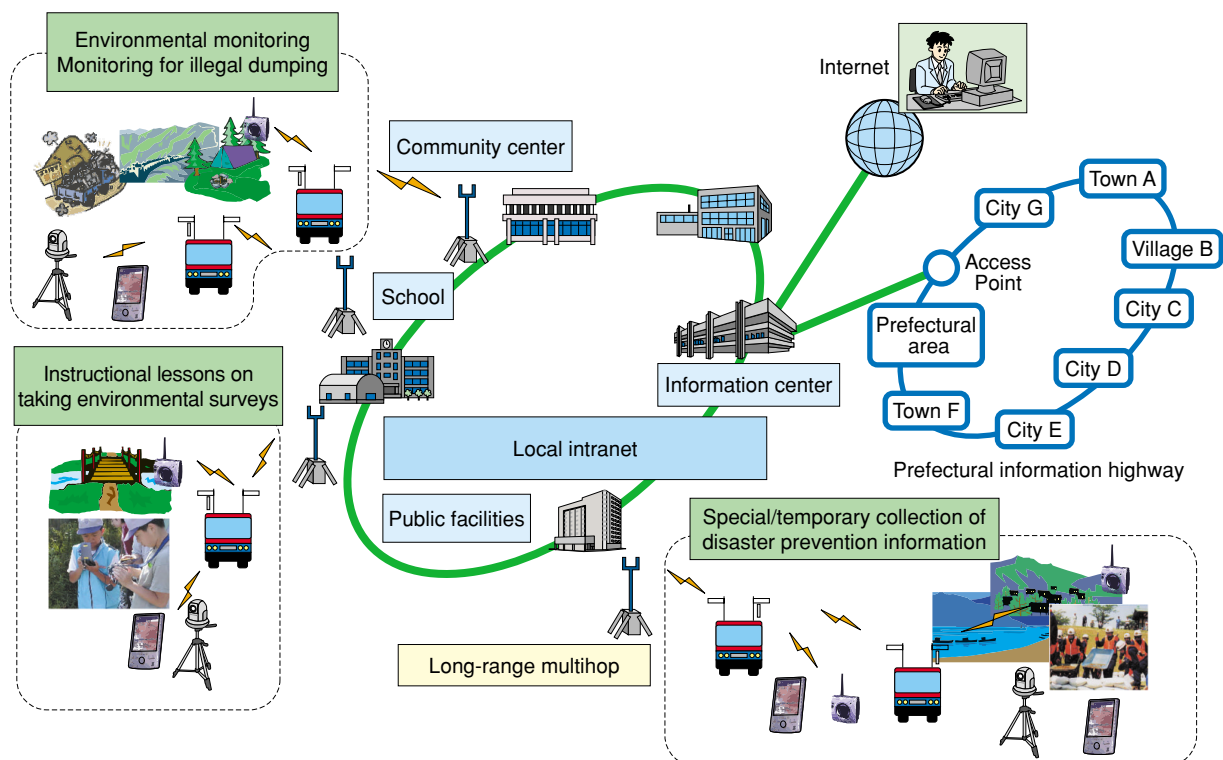 Environmental monitoring
Monitoring for illegal dumping
Internet
Community center
Town A
City G
Village B
Access
Point
School
City C
Prefectural
area
Instructional lessons on
taking environmental surveys
Information center
City D
Town F
City E
Local intranet
Prefectural information highway
Public facilities
Special/temporary collection of
disaster prevention information
Long-range multihop